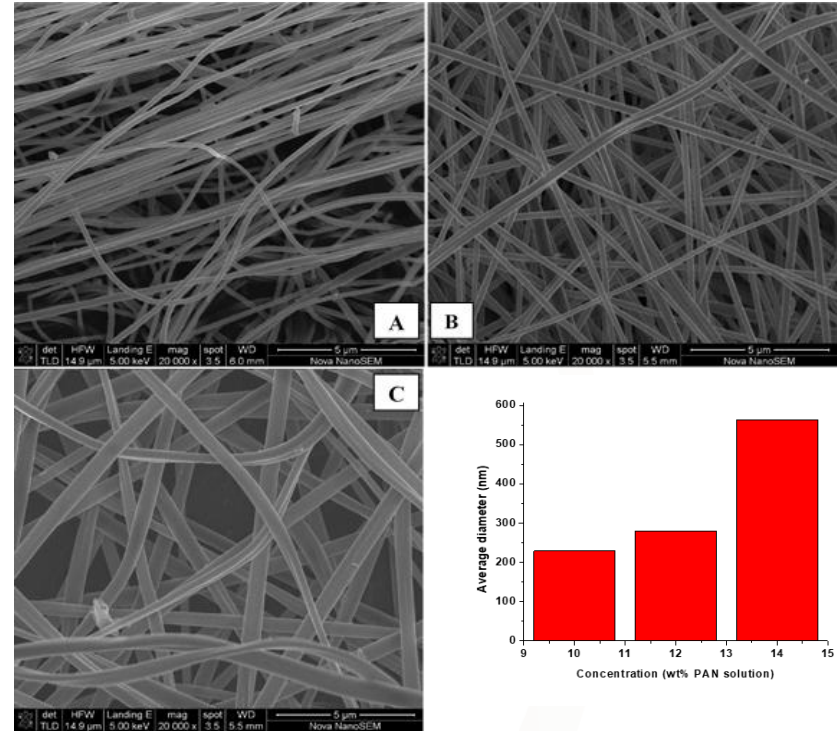 A
det HFW Landing E mag spot WD 5 µm
TLD 14.9 µm 5.00 keV 20 000 x 3.5 6.0 mm Nova NanoSEM
B
det HFW Landing E mag spot WD 5 µm
TLD 14.9 µm 5.00 keV 20 000 x 3.5 5.5 mm Nova NanoSEM
C
det HFW Landing E mag spot WD 5 µm
TLD 14.9 µm 5.00 keV 20 000 x 3.5 5.5 mm Nova NanoSEM
600
500
400
300
200
100
0
Average diameter (nm)
9 10 11 12 13 14 15
Concentration (wt% PAN solution)